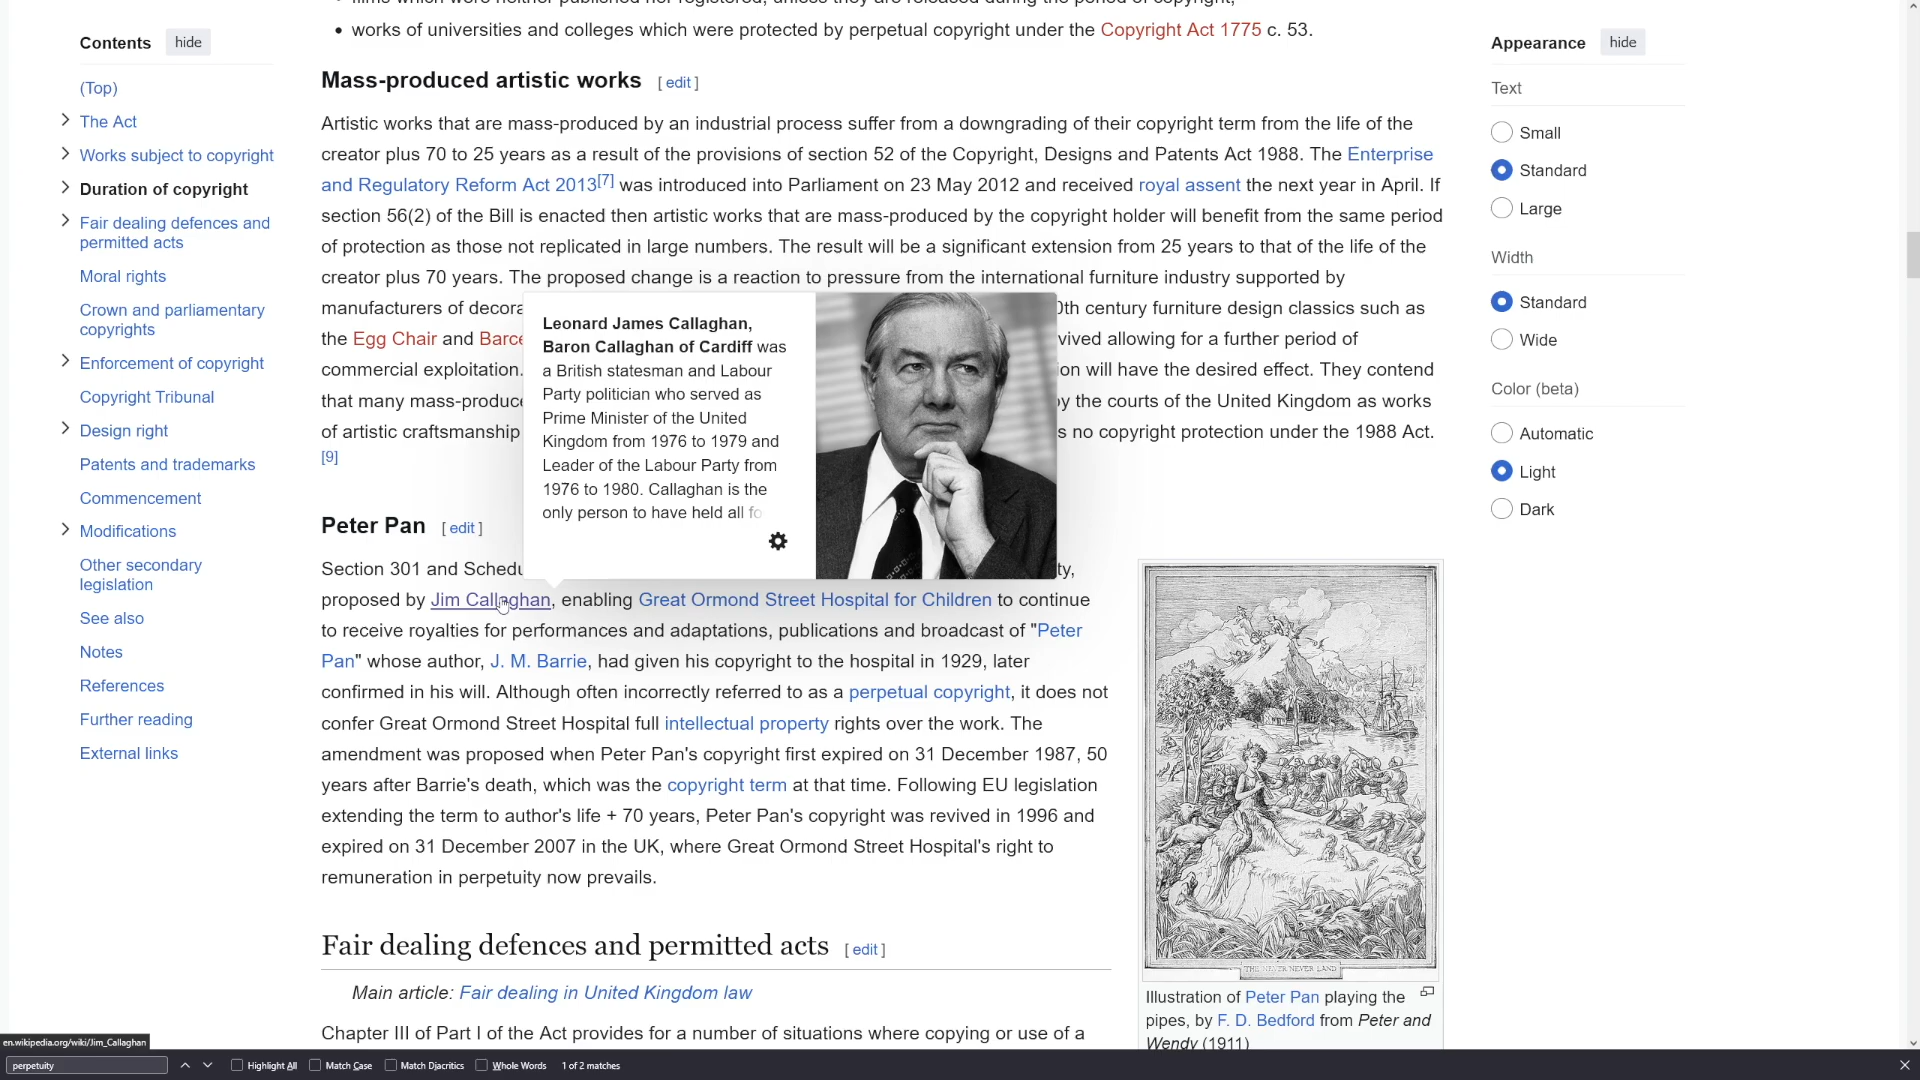 films which were neither published nor registered, unless they are released during the period of copyright;
works of universities and colleges which were protected by perpetual copyright under the Copyright Act 1775 c. 53.
Contents hide
(Top)
The Act
Works subject to copyright
Duration of copyright
Fair dealing defences and
permitted acts
Moral rights
Crown and parliamentary
copyrights
Enforcement of copyright
Copyright Tribunal
Design right
Patents and trademarks
Commencement
Modifications
Other secondary
legislation
See also
Notes
References
Further reading
External links
Mass-produced artistic works [ edit ]
Artistic works that are mass-produced by an industrial process suffer from a downgrading of their copyright term from the life of the
creator plus 70 to 25 years as a result of the provisions of section 52 of the Copyright, Designs and Patents Act 1988. The Enterprise
and Regulatory Reform Act 2013[7] was introduced into Parliament on 23 May 2012 and received royal assent the next year in April. If
section 56(2) of the Bill is enacted then artistic works that are mass-produced by the copyright holder will benefit from the same period
of protection as those not replicated in large numbers. The result will be a significant extension from 25 years to that of the life of the
creator plus 70 years. The proposed change is a reaction to pressure from the international furniture industry supported by
manufacturers of decora 0th century furniture design classics such as
the Egg Chair and Barce vived allowing for a further period of
commercial exploitation. on will have the desired effect. They contend
that many mass-produce by the courts of the United Kingdom as works
of artistic craftsmanship s no copyright protection under the 1988 Act.
[9]
Leonard James Callaghan,
Baron Callaghan of Cardiff was
a British statesman and Labour
Party politician who served as
Prime Minister of the United
Kingdom from 1976 to 1979 and
Leader of the Labour Party from
1976 to 1980. Callaghan is the
only person to have held all fo
Peter Pan [ edit ]
Section 301 and Schedu ty,
proposed by Jim Callaghan, enabling Great Ormond Street Hospital for Children to continue
to receive royalties for performances and adaptations, publications and broadcast of "Peter
Pan" whose author, J. M. Barrie, had given his copyright to the hospital in 1929, later
confirmed in his will. Although often incorrectly referred to as a perpetual copyright, it does not
confer Great Ormond Street Hospital full intellectual property rights over the work. The
amendment was proposed when Peter Pan's copyright first expired on 31 December 1987, 50
years after Barrie's death, which was the copyright term at that time. Following EU legislation
extending the term to author's life + 70 years, Peter Pan's copyright was revived in 1996 and
expired on 31 December 2007 in the UK, where Great Ormond Street Hospital's right to
remuneration in perpetuity now prevails.
THE NEVER NEVER LAND
Illustration of Peter Pan playing the
pipes, by F. D. Bedford from Peter and
Wendy (1911)
Fair dealing defences and permitted acts [ edit ]
Main article: Fair dealing in United Kingdom law
Chapter III of Part I of the Act provides for a number of situations where copying or use of a
Appearance hide
Text
Small
Standard
Large
Width
Standard
Wide
Color (beta)
Automatic
Light
Dark
en.wikipedia.org/wiki/Jim_Callaghan
perpetuity Highlight All Match Case Match Diacritics Whole Words 1 of 2 matches